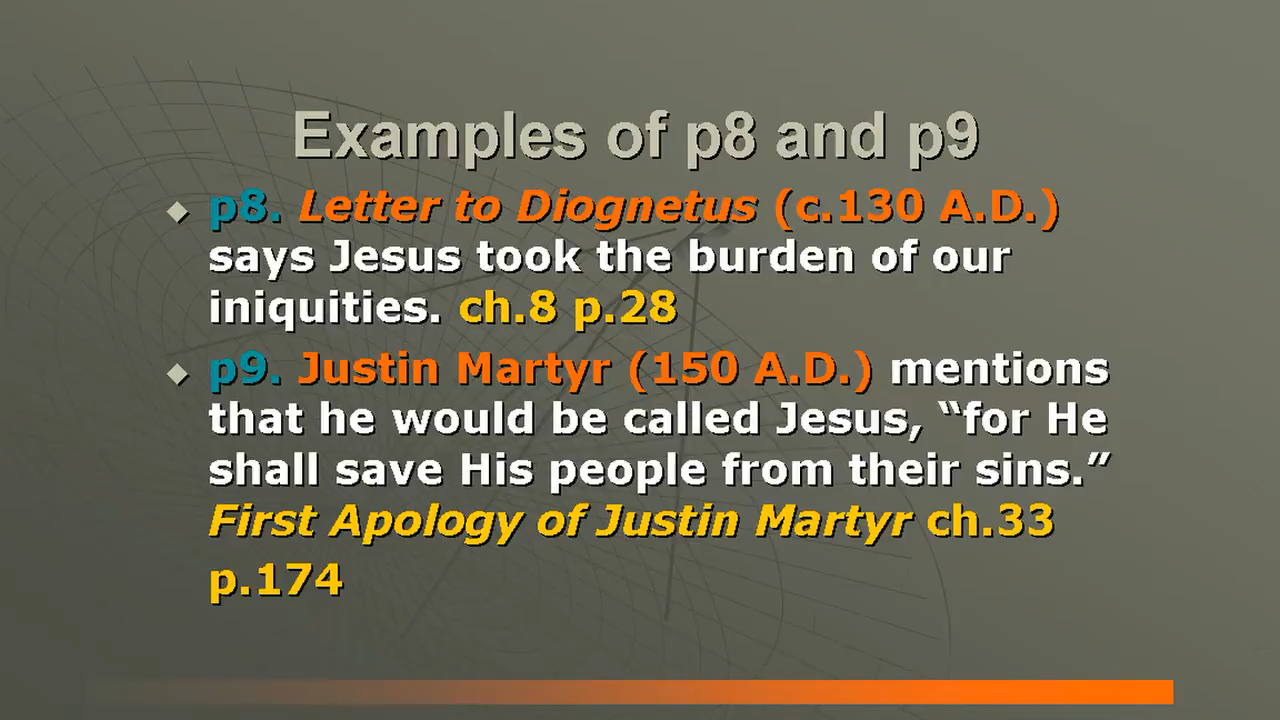 Examples of p8 and p9
p8. Letter to Diognetus (c.130 A.D.)
says Jesus took the burden of our
iniquities. ch.8 p.28
p9. Justin Martyr (150 A.D.) mentions
that he would be called Jesus, “for He
shall save His people from their sins.”
First Apology of Justin Martyr ch.33
p.174